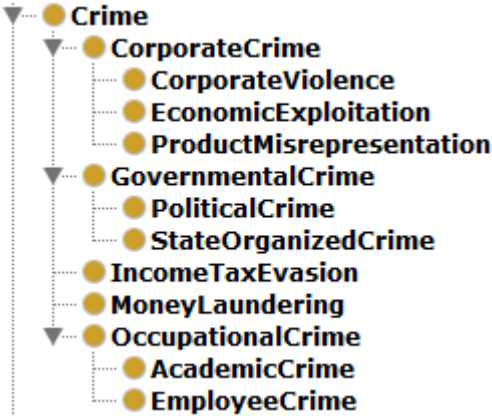 Crime
CorporateCrime
CorporateViolence
EconomicExploitation
ProductMisrepresentation
GovernmentalCrime
PoliticalCrime
StateOrganizedCrime
IncomeTaxEvasion
MoneyLaundering
OccupationalCrime
AcademicCrime
EmployeeCrime